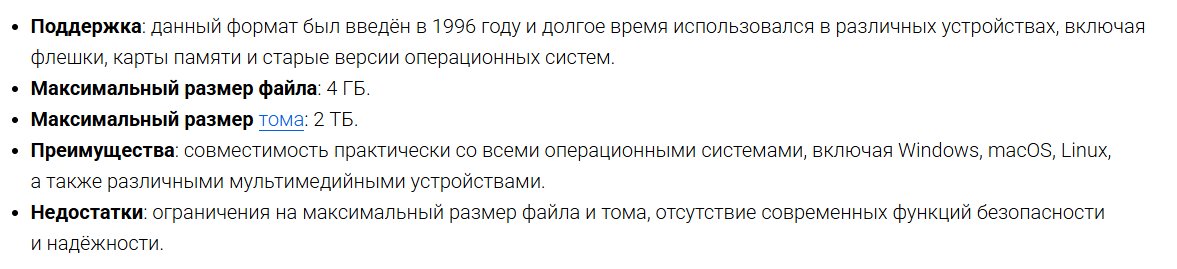 • Поддержка: данный формат был введён в 1996 году и долгое время использовался в различных устройствах, включая
флешки, карты памяти и старые версии операционных систем.
• Максимальный размер файла: 4 ГБ.
• Максимальный размер тома: 2 ТБ.
• Преимущества: совместимость практически со всеми операционными системами, включая Windows, macOS, Linux,
а также различными мультимедийными устройствами.
• Недостатки: ограничения на максимальный размер файла и тома, отсутствие современных функций безопасности
и надёжности.